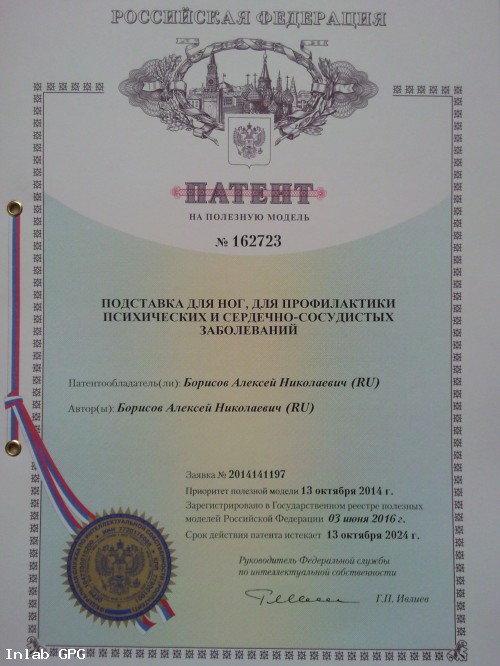 РОССИЙСКАЯ ФЕДЕРАЦИЯ
ПАТЕНТ
НА ПОЛЕЗНУЮ МОДЕЛЬ
№ 162723
ПОДСТАВКА ДЛЯ НОГ, ДЛЯ ПРОФИЛАКТИКИ
ПСИХИЧЕСКИХ И СЕРДЕЧНО-СОСУДИСТЫХ
ЗАБОЛЕВАНИЙ
Патентообладатель(ли): Борисов Алексей Николаевич (RU)
Автор(ы): Борисов Алексей Николаевич (RU)
Заявка № 2014141197
Приоритет полезной модели 13 октября 2014 г.
Зарегистрировано в Государственном реестре полезных
моделей Российской Федерации 03 июня 2016 г.
Срок действия патента истекает 13 октября 2024 г.
Руководитель Федеральной службы
по интеллектуальной собственности
Г.П. Ивлиев
Inlab GPG